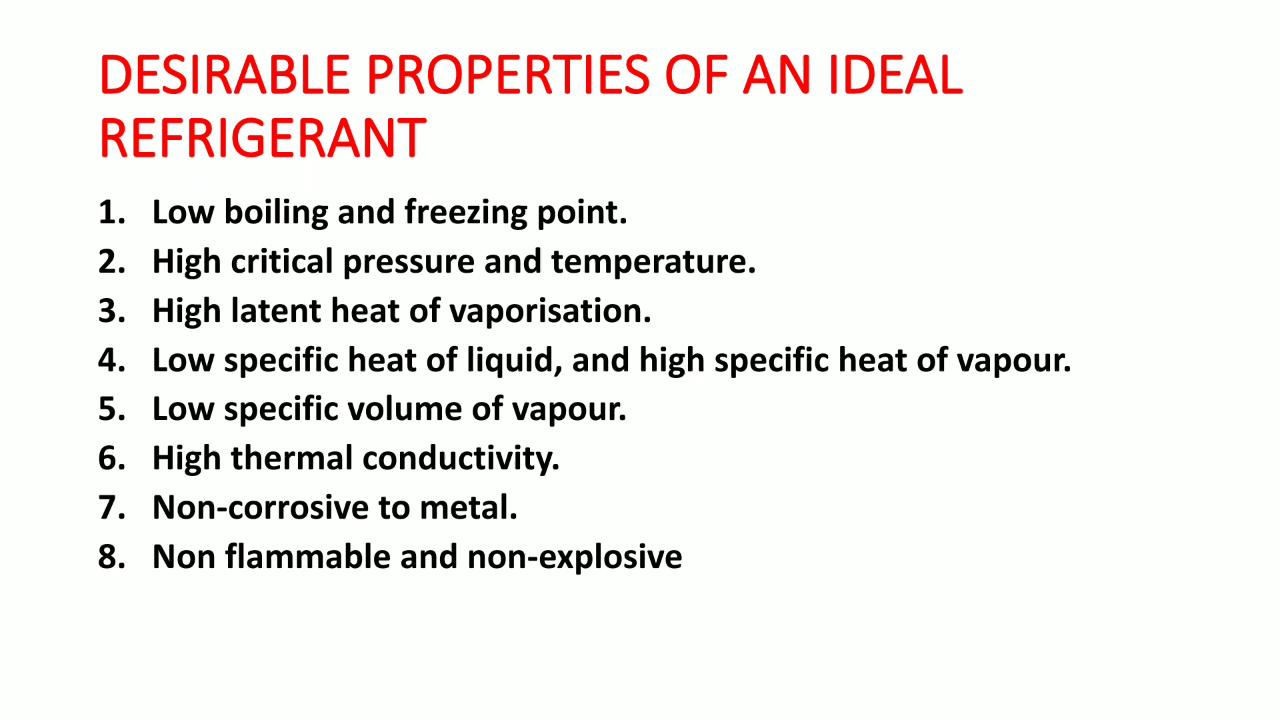 DESIRABLE PROPERTIES OF AN IDEAL
REFRIGERANT
1. Low boiling and freezing point.
2. High critical pressure and temperature.
3. High latent heat of vaporisation.
4. Low specific heat of liquid, and high specific heat of vapour.
5. Low specific volume of vapour.
6. High thermal conductivity.
7. Non-corrosive to metal.
8. Non flammable and non-explosive